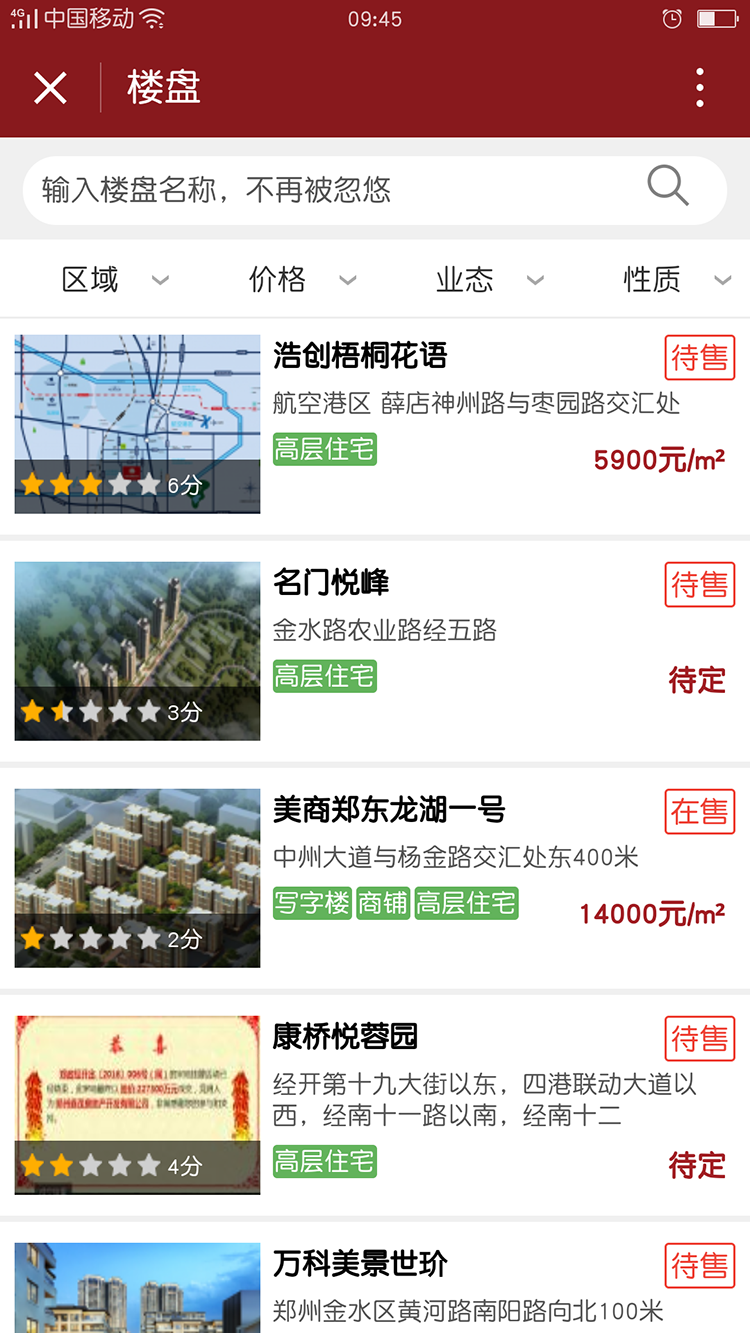 4G 中国移动 09:45
楼盘
输入楼盘名称，不再被忽悠
区域 价格 业态 性质
浩创梧桐花语 待售
航空港区 薛店神州路与枣园路交汇处
高层住宅
5900元/m²
6分
名门悦峰 待售
金水路农业路经五路
高层住宅
待定
3分
美商郑东龙湖一号 在售
中州大道与杨金路交汇处东400米
写字楼 商铺 高层住宅
14000元/m²
2分
恭喜
康桥悦蓉园 待售
经开第十九大街以东，四港联动大道以
西，经南十一路以南，经南十二
高层住宅
待定
4分
万科美景世玠 待售
郑州金水区黄河路南阳路向北100米